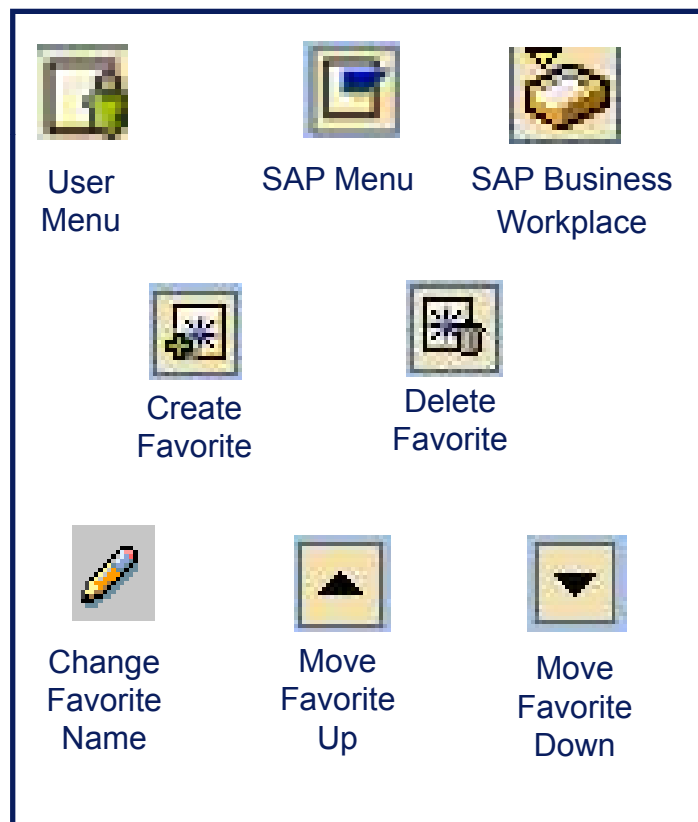 User
Menu
SAP Menu
SAP Business
Workplace
Create
Favorite
Delete
Favorite
Change
Favorite
Name
Move
Favorite
Up
Move
Favorite
Down